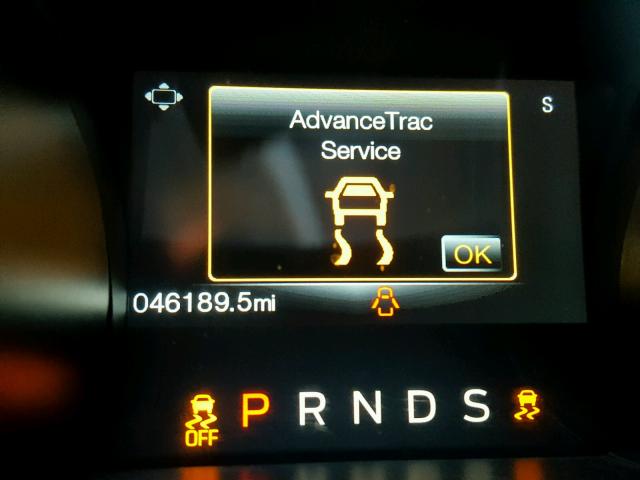 S
AdvanceTrac
Service
OK
046189.5mi
OFF P R N D S